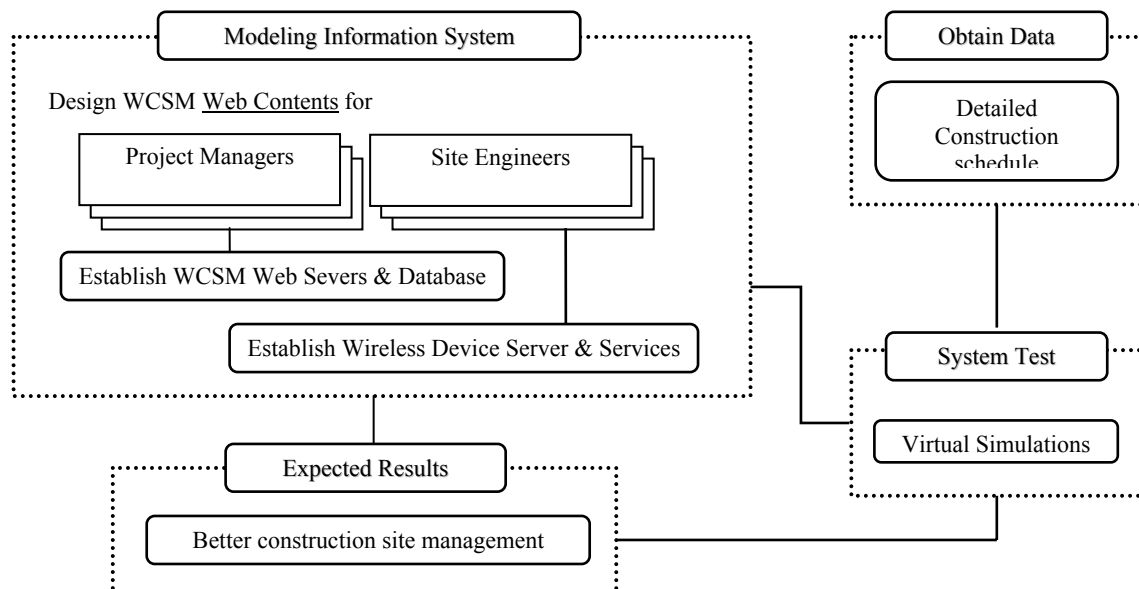 Modeling Information System
Design WCSM Web Contents for
Project Managers
Site Engineers
Establish WCSM Web Severs & Database
Establish Wireless Device Server & Services
Obtain Data
Detailed
Construction
schedule
System Test
Virtual Simulations
Expected Results
Better construction site management